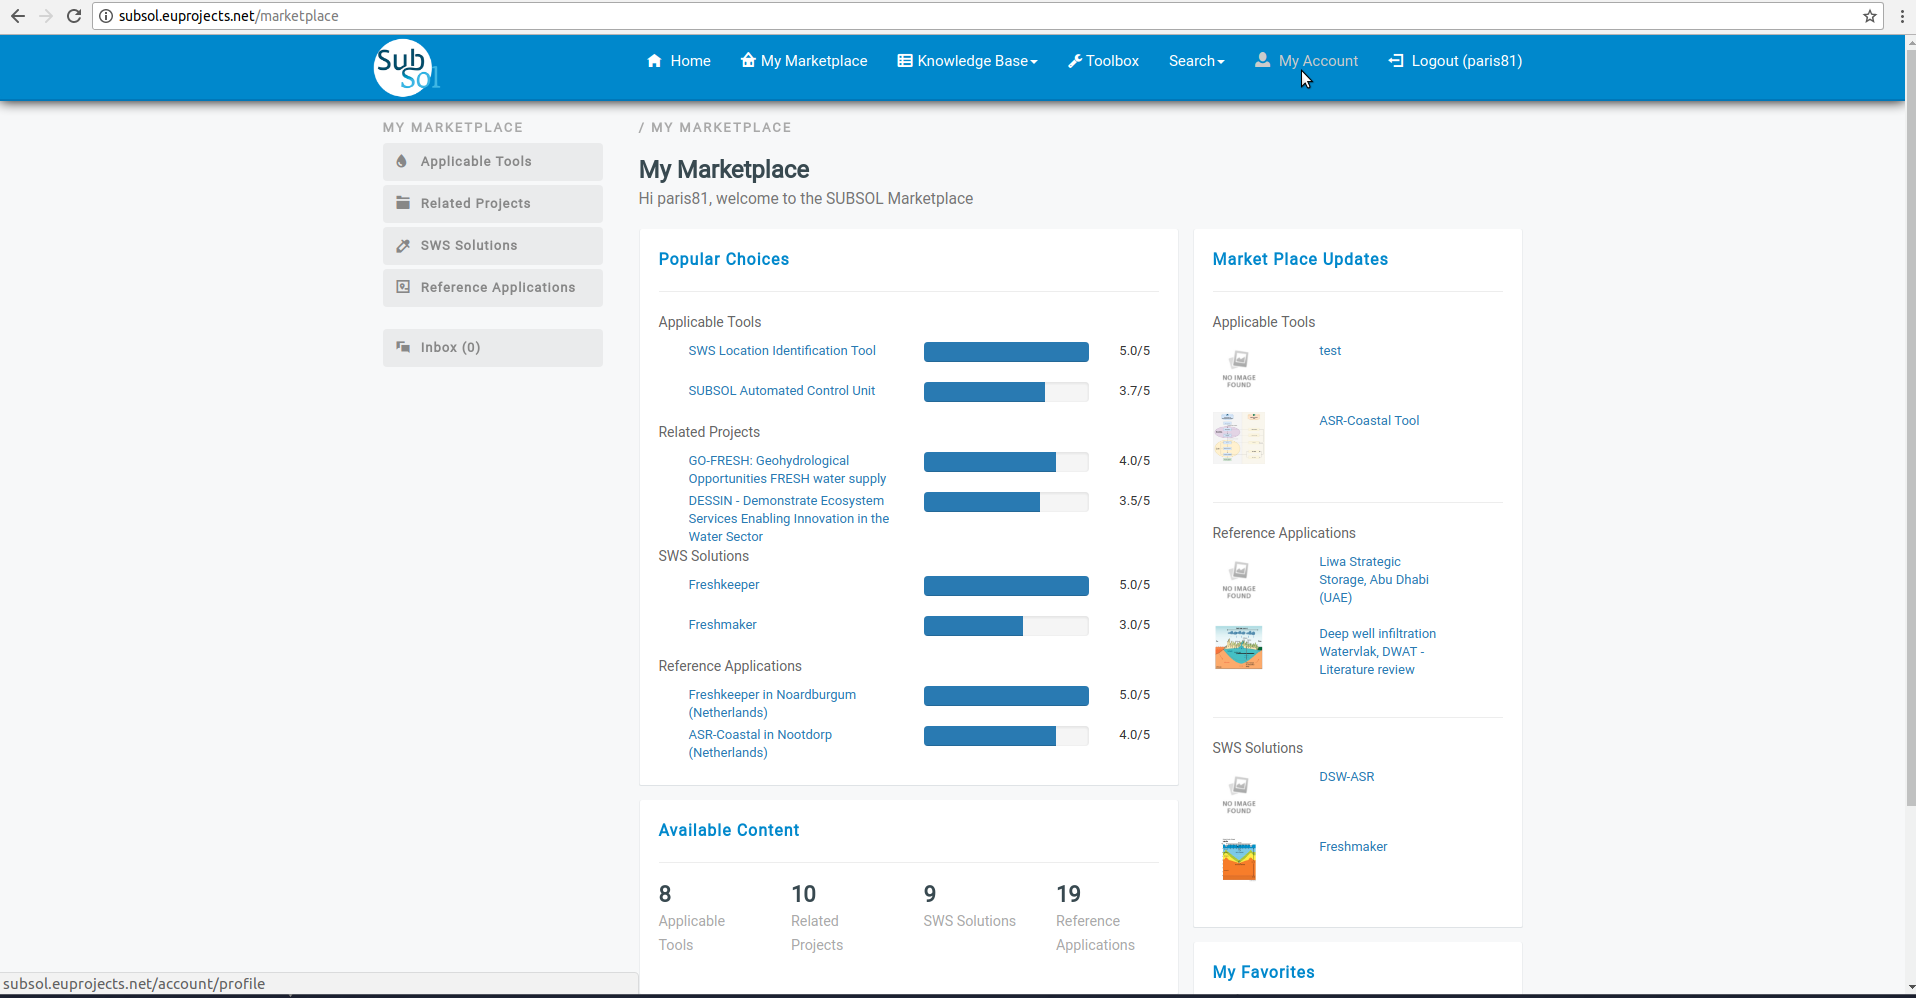 subsol.euprojects.net/marketplace
Sub
Sol
Home
My Marketplace
Knowledge Base
Toolbox
Search
My Account
Logout (paris81)
MY MARKETPLACE
Applicable Tools
Related Projects
SWS Solutions
Reference Applications
Inbox (0)
/ MY MARKETPLACE
My Marketplace
Hi paris81, welcome to the SUBSOL Marketplace
Popular Choices
Applicable Tools
SWS Location Identification Tool 5.0/5
SUBSOL Automated Control Unit 3.7/5
Related Projects
GO-FRESH: Geohydrological 4.0/5
Opportunities FRESH water supply
DESSIN - Demonstrate Ecosystem 3.5/5
Services Enabling Innovation in the
Water Sector
SWS Solutions
Freshkeeper 5.0/5
Freshmaker 3.0/5
Reference Applications
Freshkeeper in Noardburgum 5.0/5
(Netherlands)
ASR-Coastal in Nootdorp 4.0/5
(Netherlands)
Available Content
8
Applicable
Tools
10
Related
Projects
9
SWS Solutions
19
Reference
Applications
Market Place Updates
Applicable Tools
NO IMAGE
FOUND
test
ASR-Coastal Tool
Reference Applications
NO IMAGE
FOUND
Liwa Strategic
Storage, Abu Dhabi
(UAE)
Deep well infiltration
Watervlak, DWAT -
Literature review
SWS Solutions
NO IMAGE
FOUND
DSW-ASR
Freshmaker
My Favorites
subsol.euprojects.net/account/profile